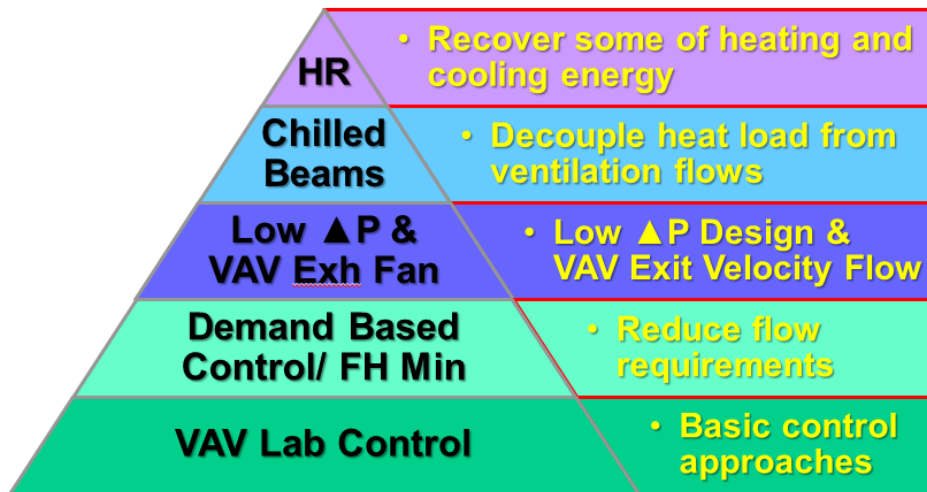 HR
• Recover some of heating and
cooling energy
Chilled
Beams
• Decouple heat load from
ventilation flows
Low ▲P &
VAV Exh Fan
• Low ▲P Design &
VAV Exit Velocity Flow
Demand Based
Control/ FH Min
• Reduce flow
requirements
VAV Lab Control
• Basic control
approaches